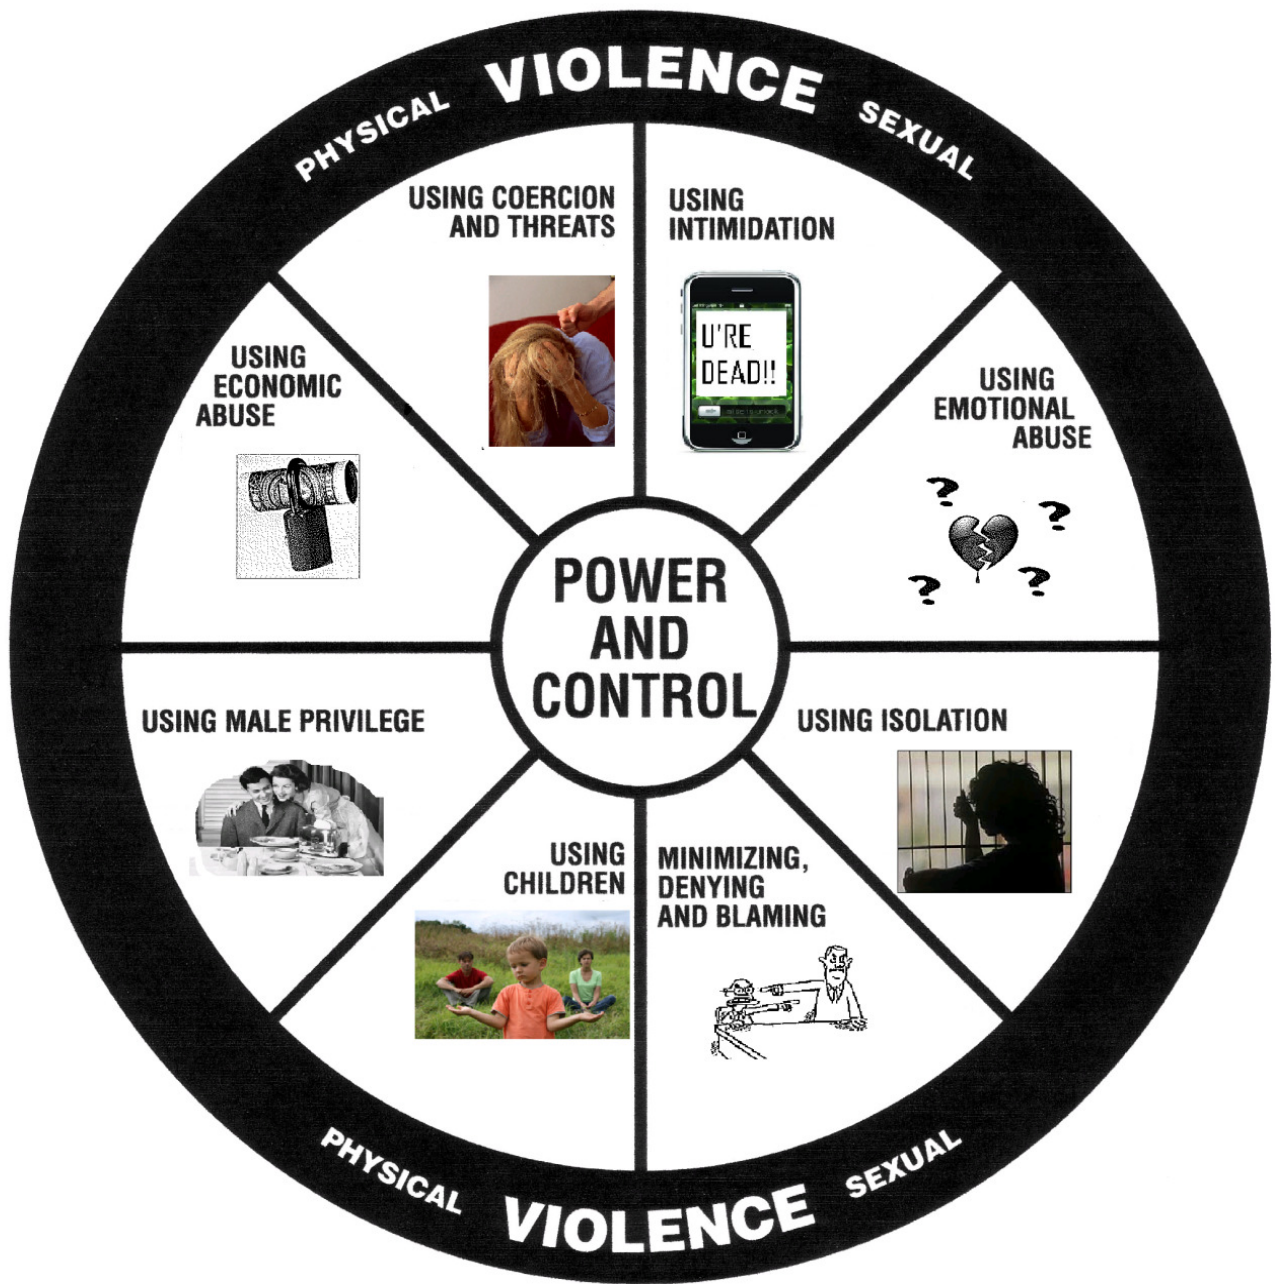 PHYSICAL VIOLENCE SEXUAL
USING COERCION
AND THREATS
USING
INTIMIDATION
U'RE
DEAD!!
USING
EMOTIONAL
ABUSE
USING
ECONOMIC
ABUSE
POWER
AND
CONTROL
USING MALE PRIVILEGE
USING ISOLATION
USING
CHILDREN
MINIMIZING,
DENYING
AND BLAMING
PHYSICAL VIOLENCE SEXUAL